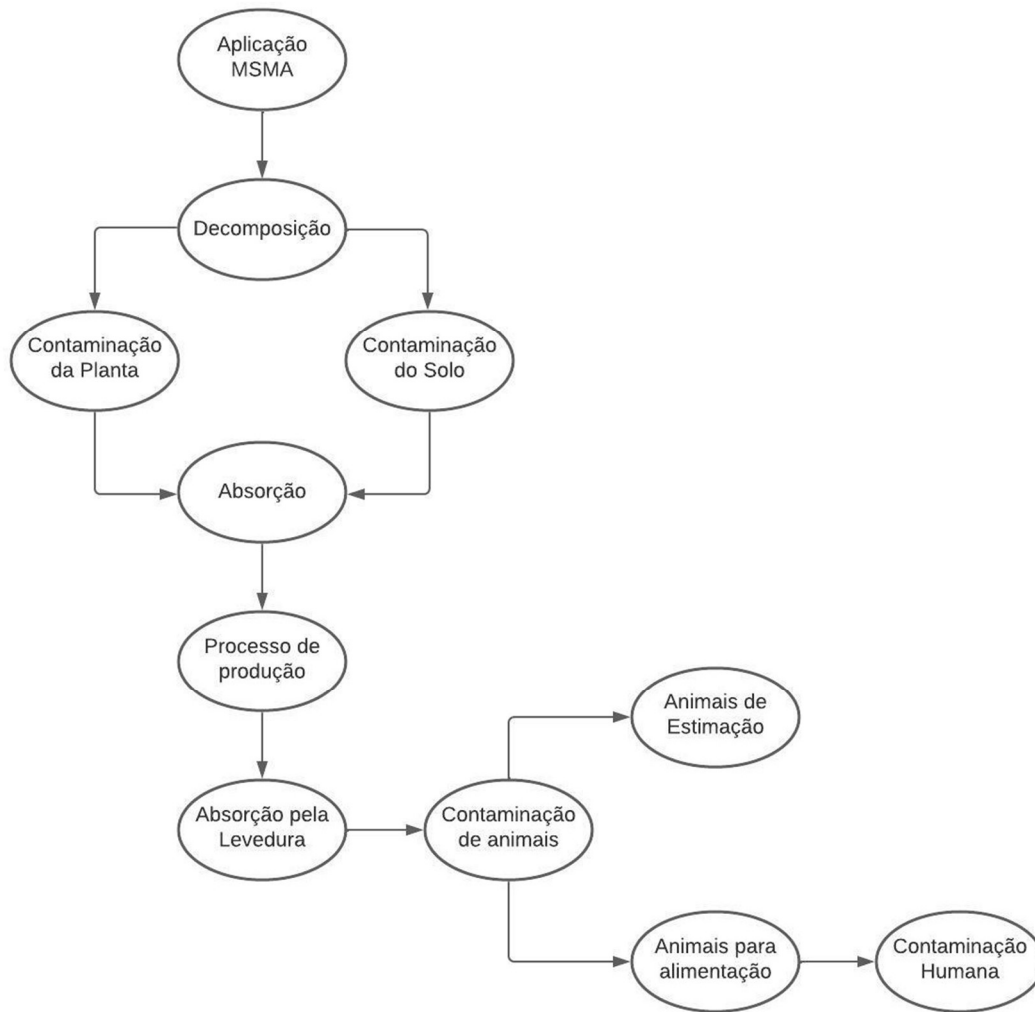 Aplicação
MSMA
Decomposição
Contaminação
da Planta
Contaminação
do Solo
Absorção
Processo de
produção
Animais de
Estimação
Absorção pela
Levedura
Contaminação
de animais
Animais para
alimentação
Contaminação
Humana